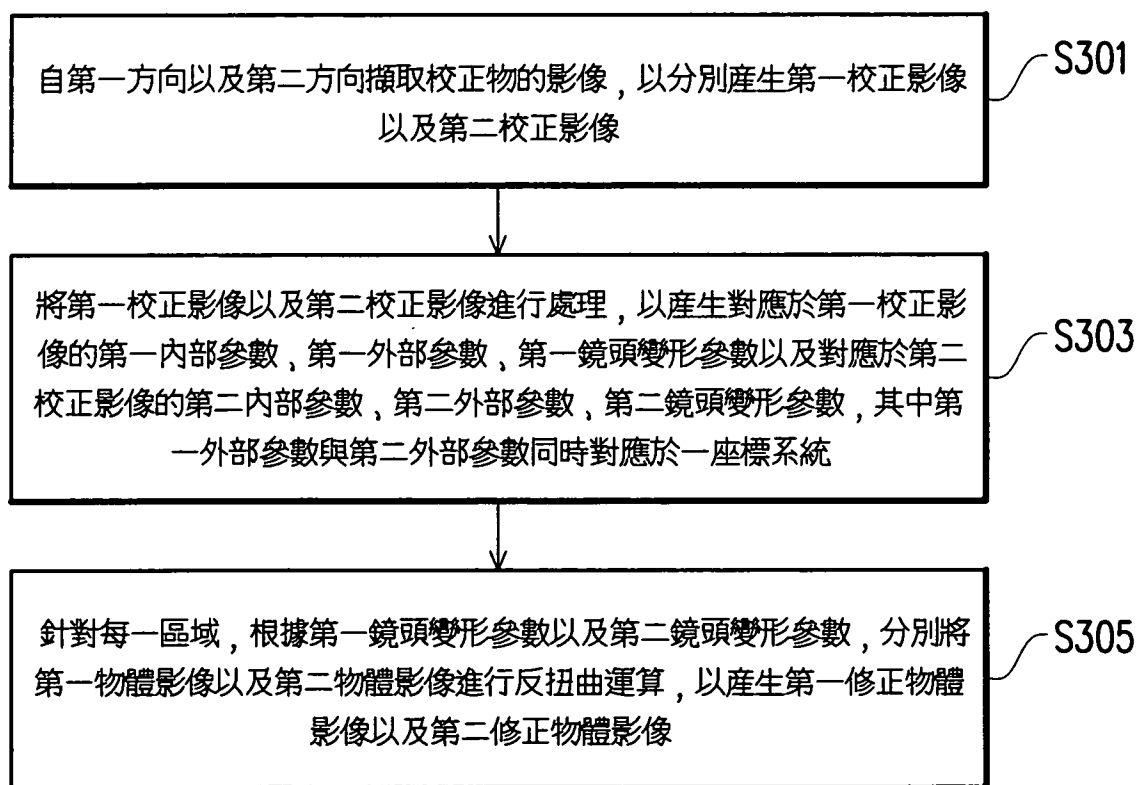 自第一方向以及第二方向擷取校正物的影像，以分別産生第一校正影像
以及第二校正影像
S301
將第一校正影像以及第二校正影像進行處理，以産生對應於第一校正影
像的第一內部參數、第一外部參數、第一鏡頭變形參數以及對應於第二
校正影像的第二內部參數、第二外部參數、第二鏡頭變形參數，其中第
一外部參數與第二外部參數同時對應於一座標系統
S303
針對每一區域，根據第一鏡頭變形參數以及第二鏡頭變形參數，分別將
第一物體影像以及第二物體影像進行反扭曲運算，以産生第一修正物體
影像以及第二修正物體影像
S305